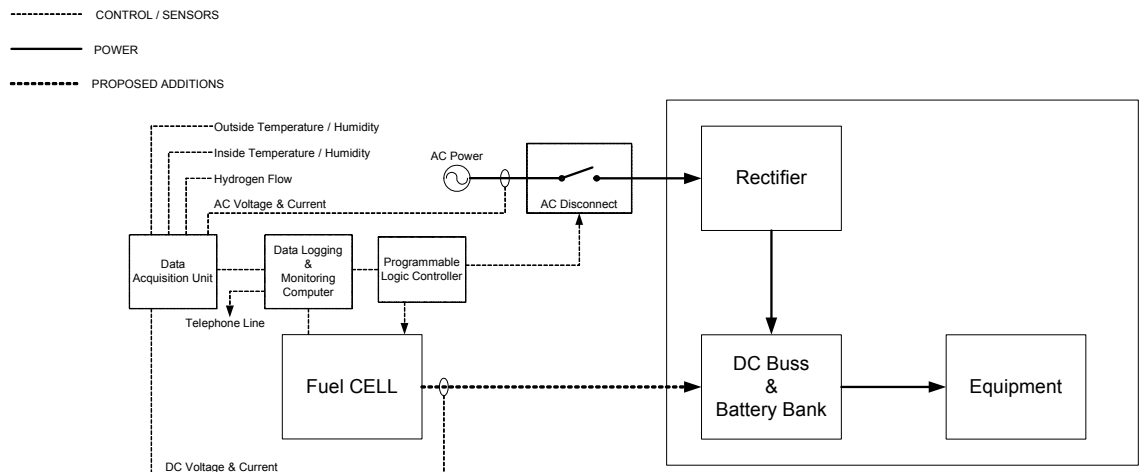 CONTROL / SENSORS
POWER
PROPOSED ADDITIONS
Outside Temperature / Humidity
Inside Temperature / Humidity
Hydrogen Flow
AC Voltage & Current
AC Power
AC Disconnect
Rectifier
Data
Acquisition Unit
Data Logging
&
Monitoring
Computer
Programmable
Logic Controller
Telephone Line
Fuel CELL
DC Buss
&
Battery Bank
Equipment
DC Voltage & Current